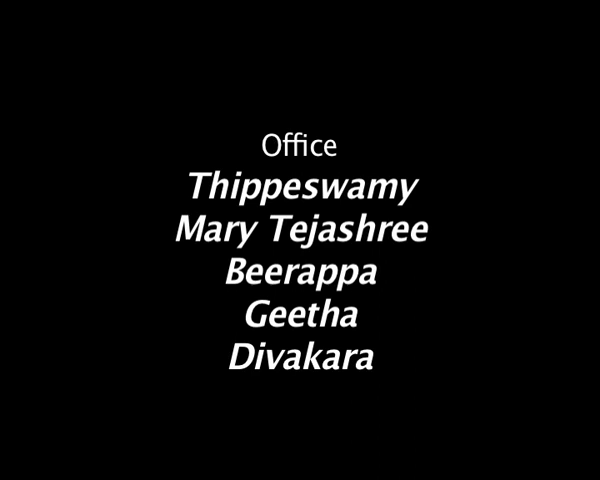 Office
Thippeswamy
Mary Tejashree
Beerappa
Geetha
Divakara